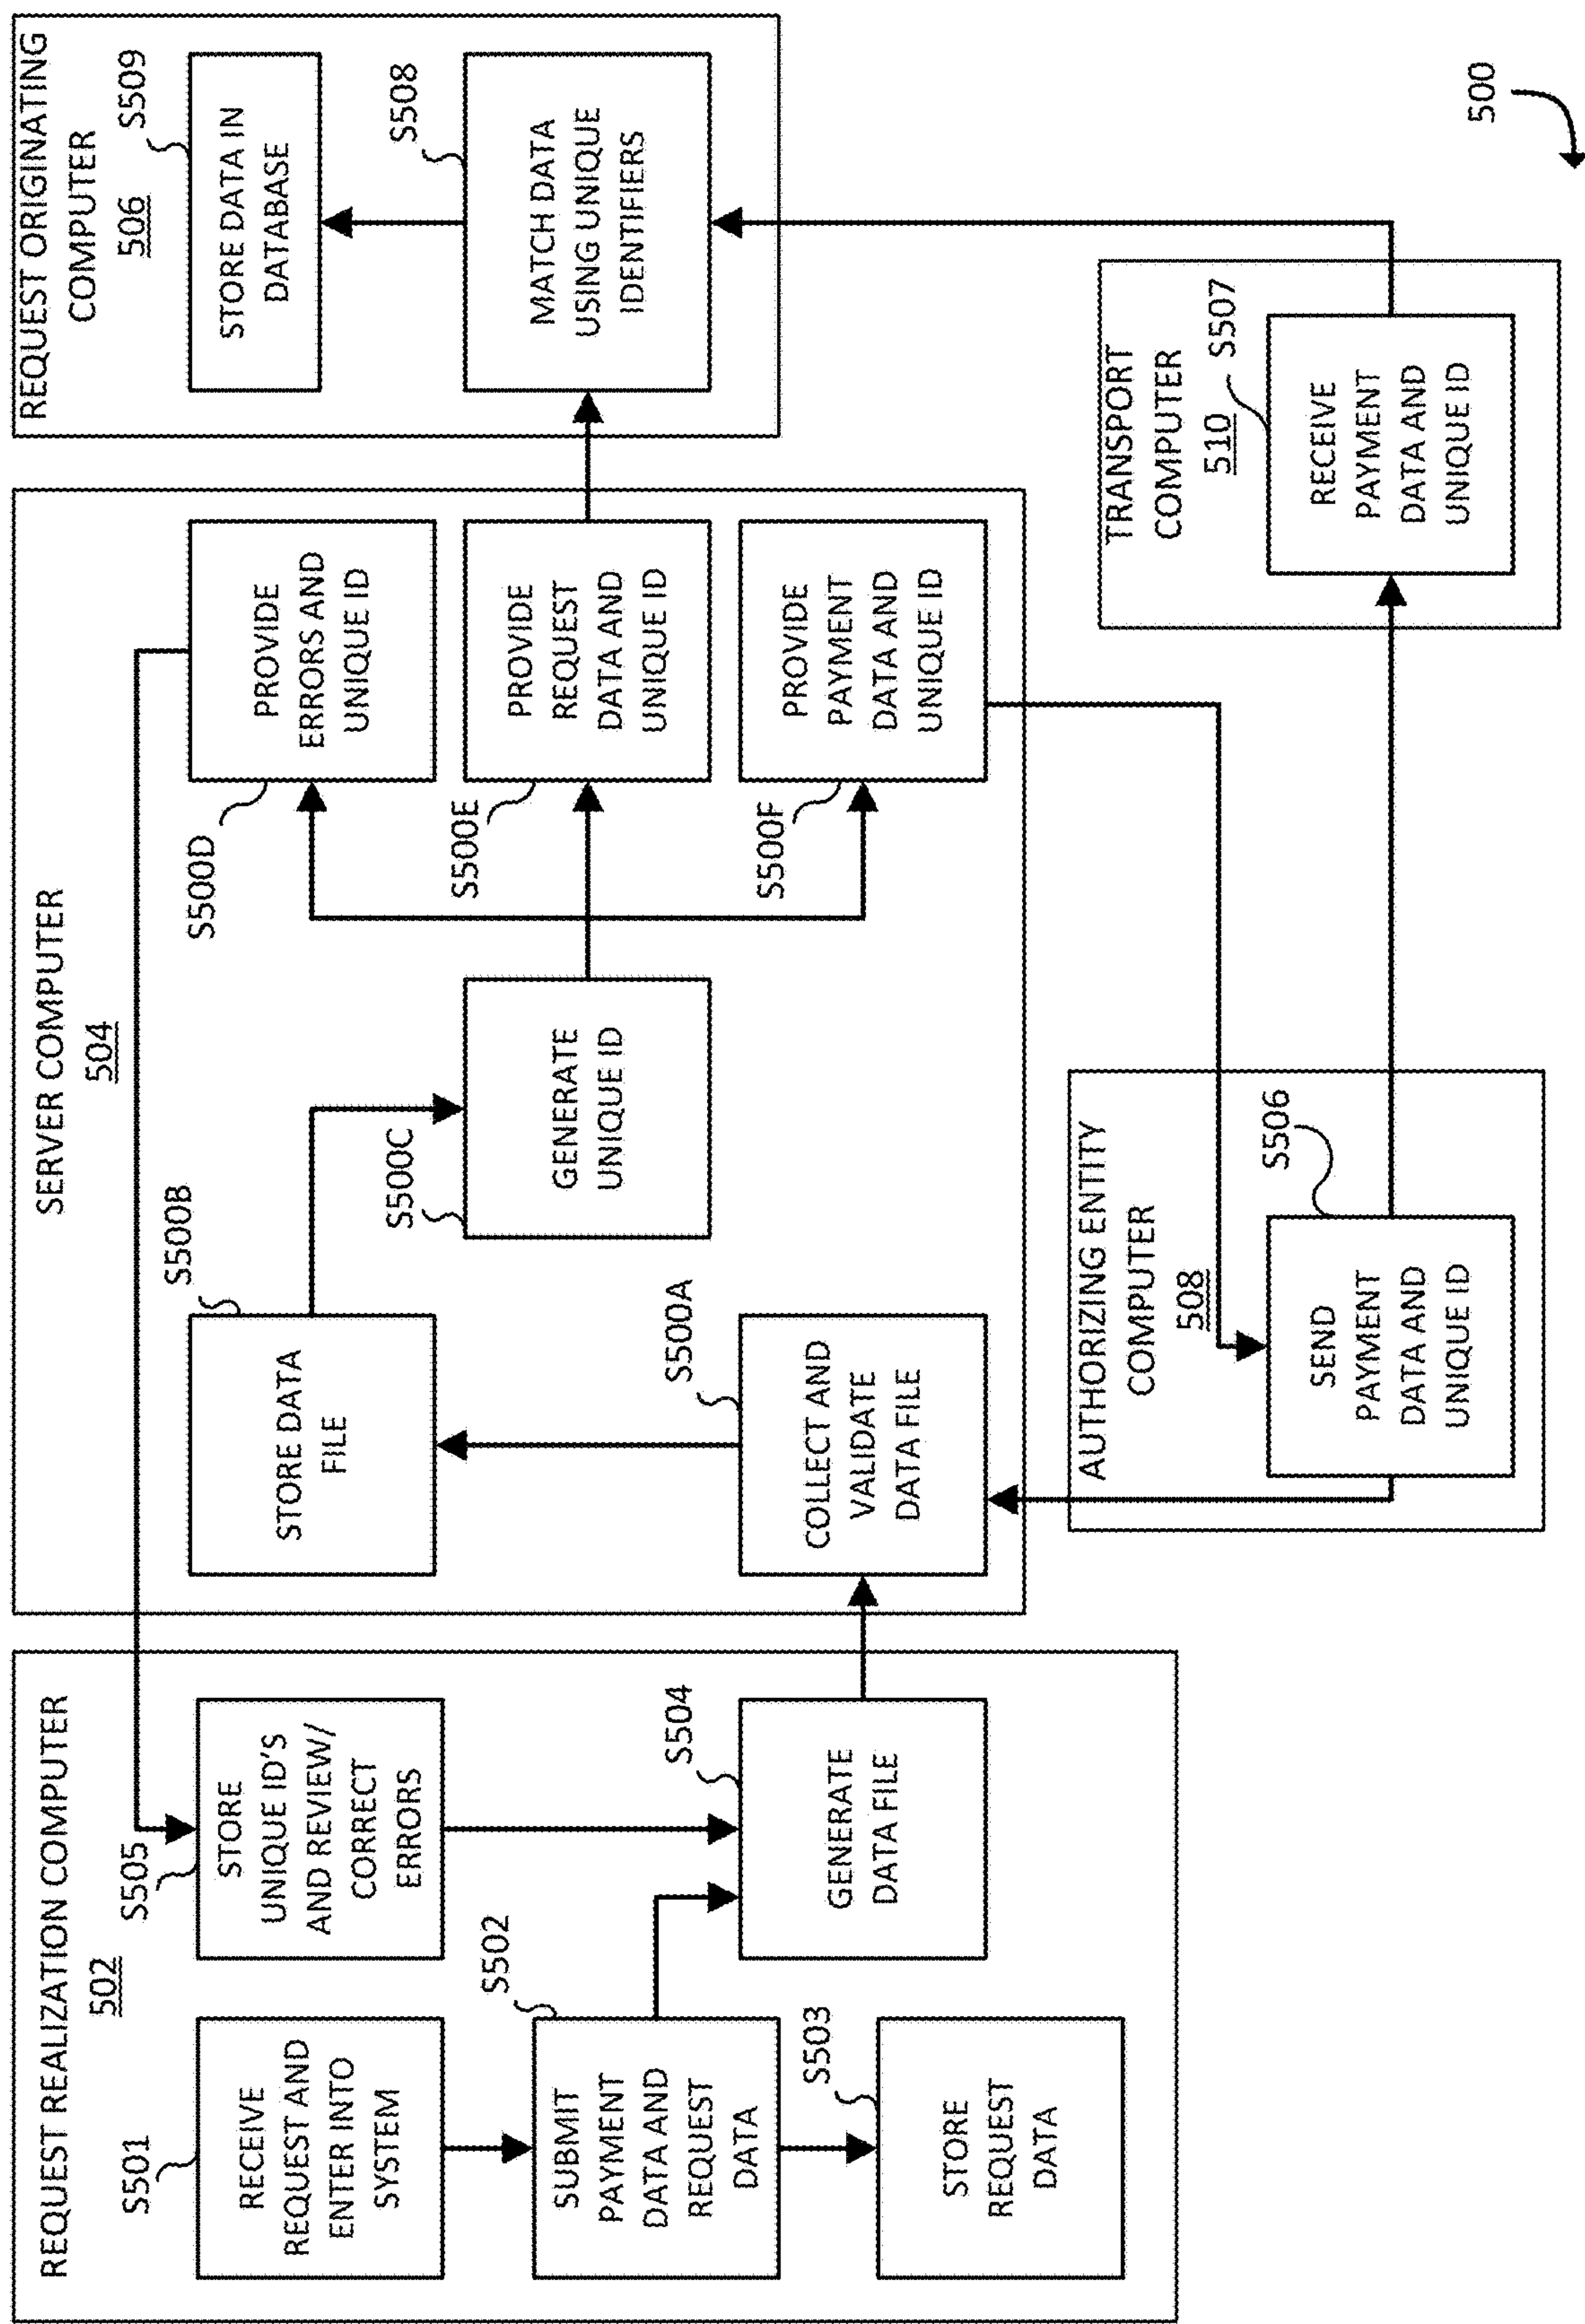 REQUEST REALIZATION COMPUTER
502
S501
RECEIVE
REQUEST AND
ENTER INTO
SYSTEM
S505
STORE
UNIQUE ID'S
AND REVIEW/
CORRECT
ERRORS
S502
SUBMIT
PAYMENT
DATA AND
REQUEST
DATA
S504
GENERATE
DATA FILE
S503
STORE
REQUEST
DATA
SERVER COMPUTER
504
S500B
STORE DATA
FILE
S500A
COLLECT AND
VALIDATE
DATA FILE
S500C
GENERATE
UNIQUE ID
S500D
PROVIDE
ERRORS AND
UNIQUE ID
S500E
PROVIDE
REQUEST
DATA AND
UNIQUE ID
S500F
PROVIDE
PAYMENT
DATA AND
UNIQUE ID
REQUEST ORIGINATING
COMPUTER
506
S509
STORE DATA IN
DATABASE
S508
MATCH DATA
USING UNIQUE
IDENTIFIERS
AUTHORIZING ENTITY
COMPUTER
508
S506
SEND
PAYMENT
DATA AND
UNIQUE ID
TRANSPORT
COMPUTER
510
S507
RECEIVE
PAYMENT
DATA AND
UNIQUE ID
500